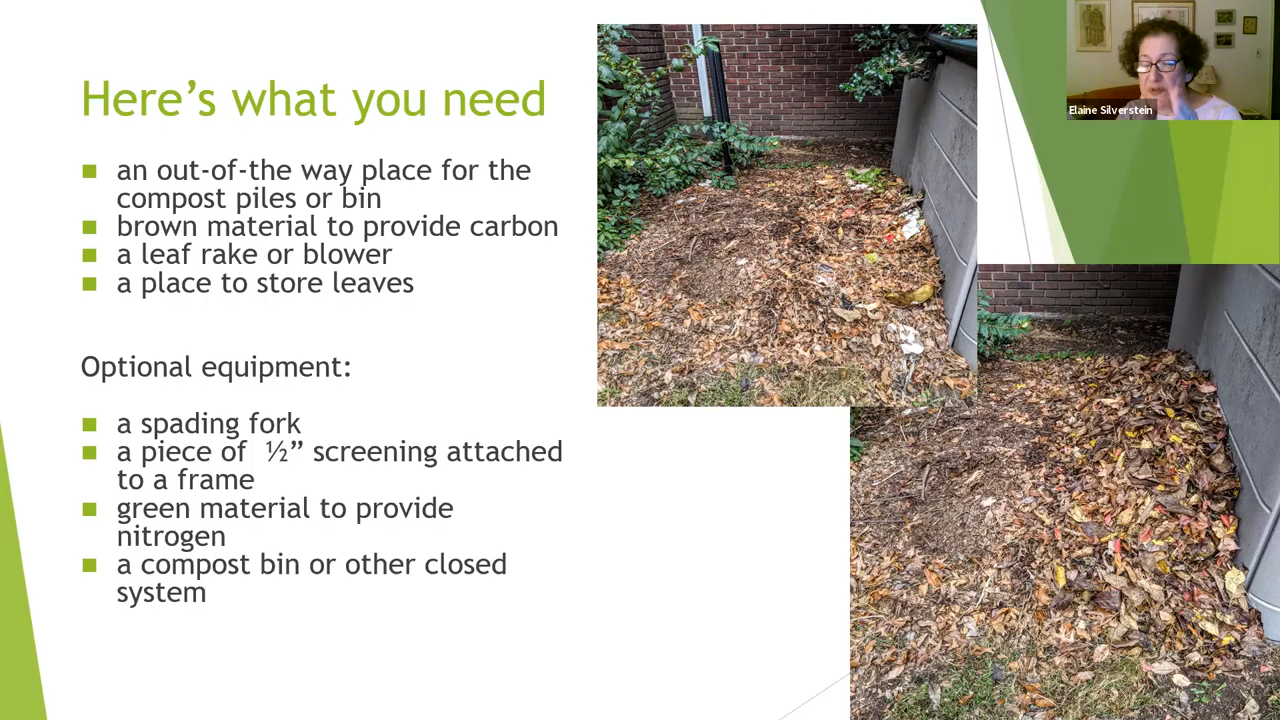 Here's what you need
an out-of-the way place for the
compost piles or bin
brown material to provide carbon
a leaf rake or blower
a place to store leaves
Optional equipment:
a spading fork
a piece of ½” screening attached
to a frame
green material to provide
nitrogen
a compost bin or other closed
system
Elaine Silverstein